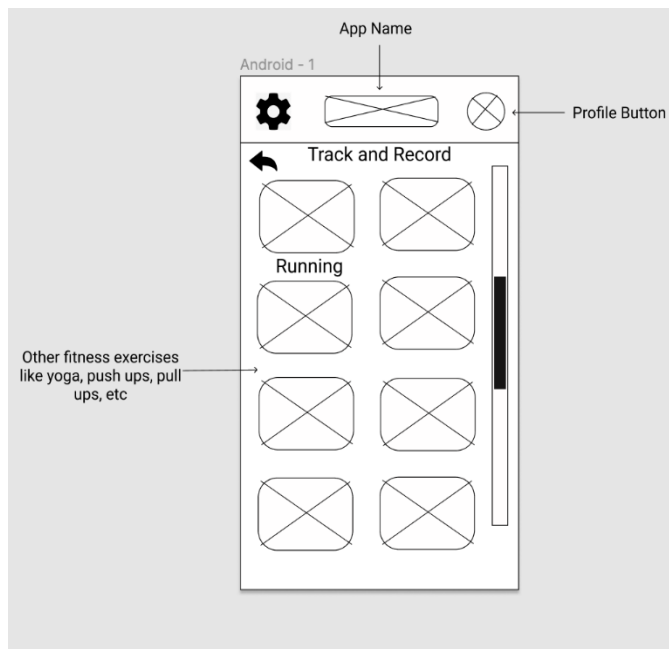 App Name
Android - 1
Profile Button
Track and Record
Running
Other fitness exercises
like yoga, push ups, pull
ups, etc